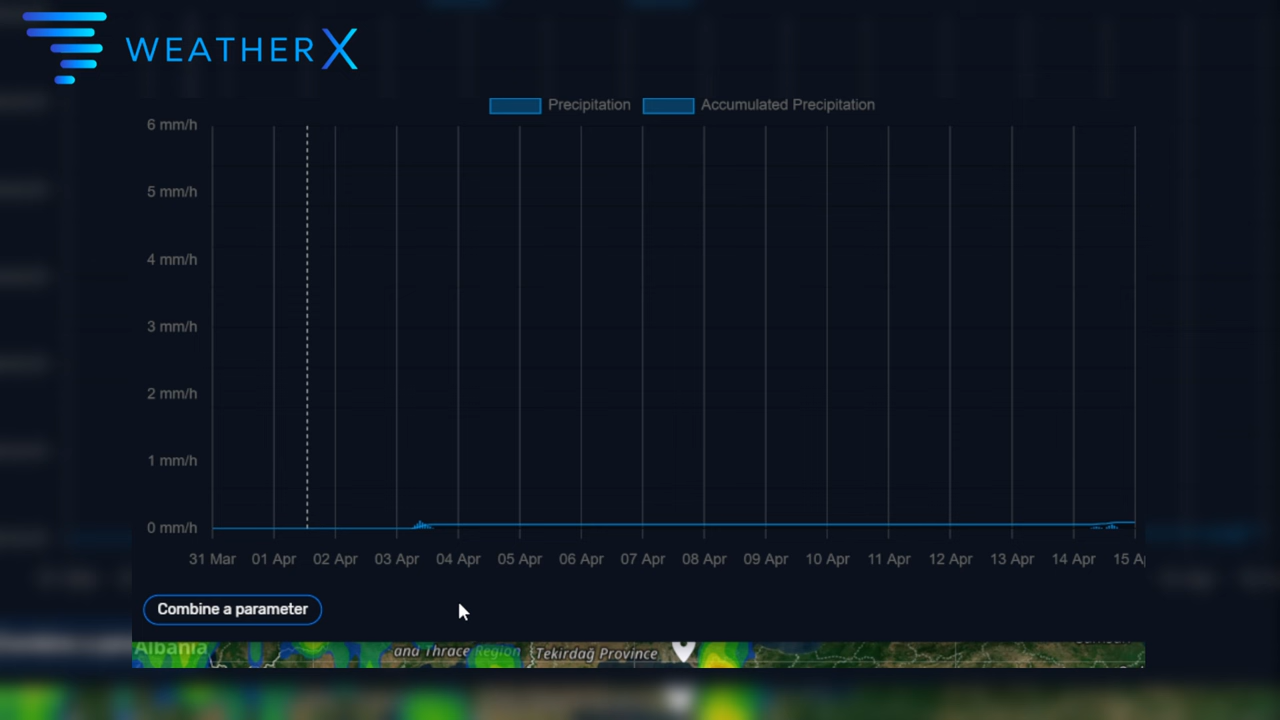 WEATHERX
Precipitation Accumulated Precipitation
6 mm/h
5 mm/h
4 mm/h
3 mm/h
2 mm/h
1 mm/h
0 mm/h
31 Mar 01 Apr 02 Apr 03 Apr 04 Apr 05 Apr 06 Apr 07 Apr 08 Apr 09 Apr 10 Apr 11 Apr 12 Apr 13 Apr 14 Apr 15 A
Combine a parameter
Albania
and Thrace Region Tekirdağ Province